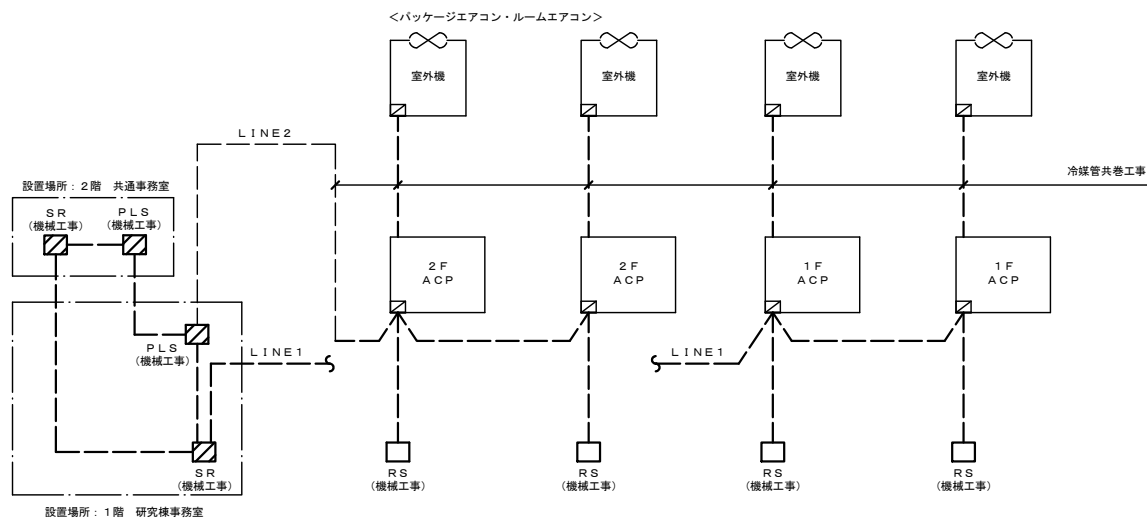 ＜パッケージエアコン・ルームエアコン＞
室外機
室外機
室外機
室外機
ＬＩＮＥ２
冷媒管共巻工事
設置場所：２階　共通事務室
ＳＲ
（機械工事）
ＰＬＳ
（機械工事）
２Ｆ
ＡＣＰ
２Ｆ
ＡＣＰ
１Ｆ
ＡＣＰ
１Ｆ
ＡＣＰ
ＰＬＳ
（機械工事）
ＬＩＮＥ１
ＬＩＮＥ１
ＳＲ
（機械工事）
ＲＳ
（機械工事）
ＲＳ
（機械工事）
ＲＳ
（機械工事）
ＲＳ
（機械工事）
設置場所：１階　研究棟事務室